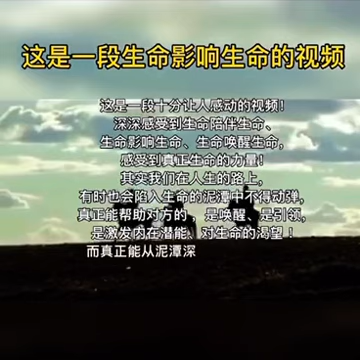 这是一段生命影响生命的视频
这是一段十分让人感动的视频！
深深感受到生命陪伴生命、
生命影响生命、生命唤醒生命，
感受到真正生命的力量！
其实我们在人生的路上，
有时也会陷入生命的泥潭中不得动弹，
真正能帮助对方的，是唤醒、是引领，
是激发内在潜能、对生命的渴望！
而真正能从泥潭深